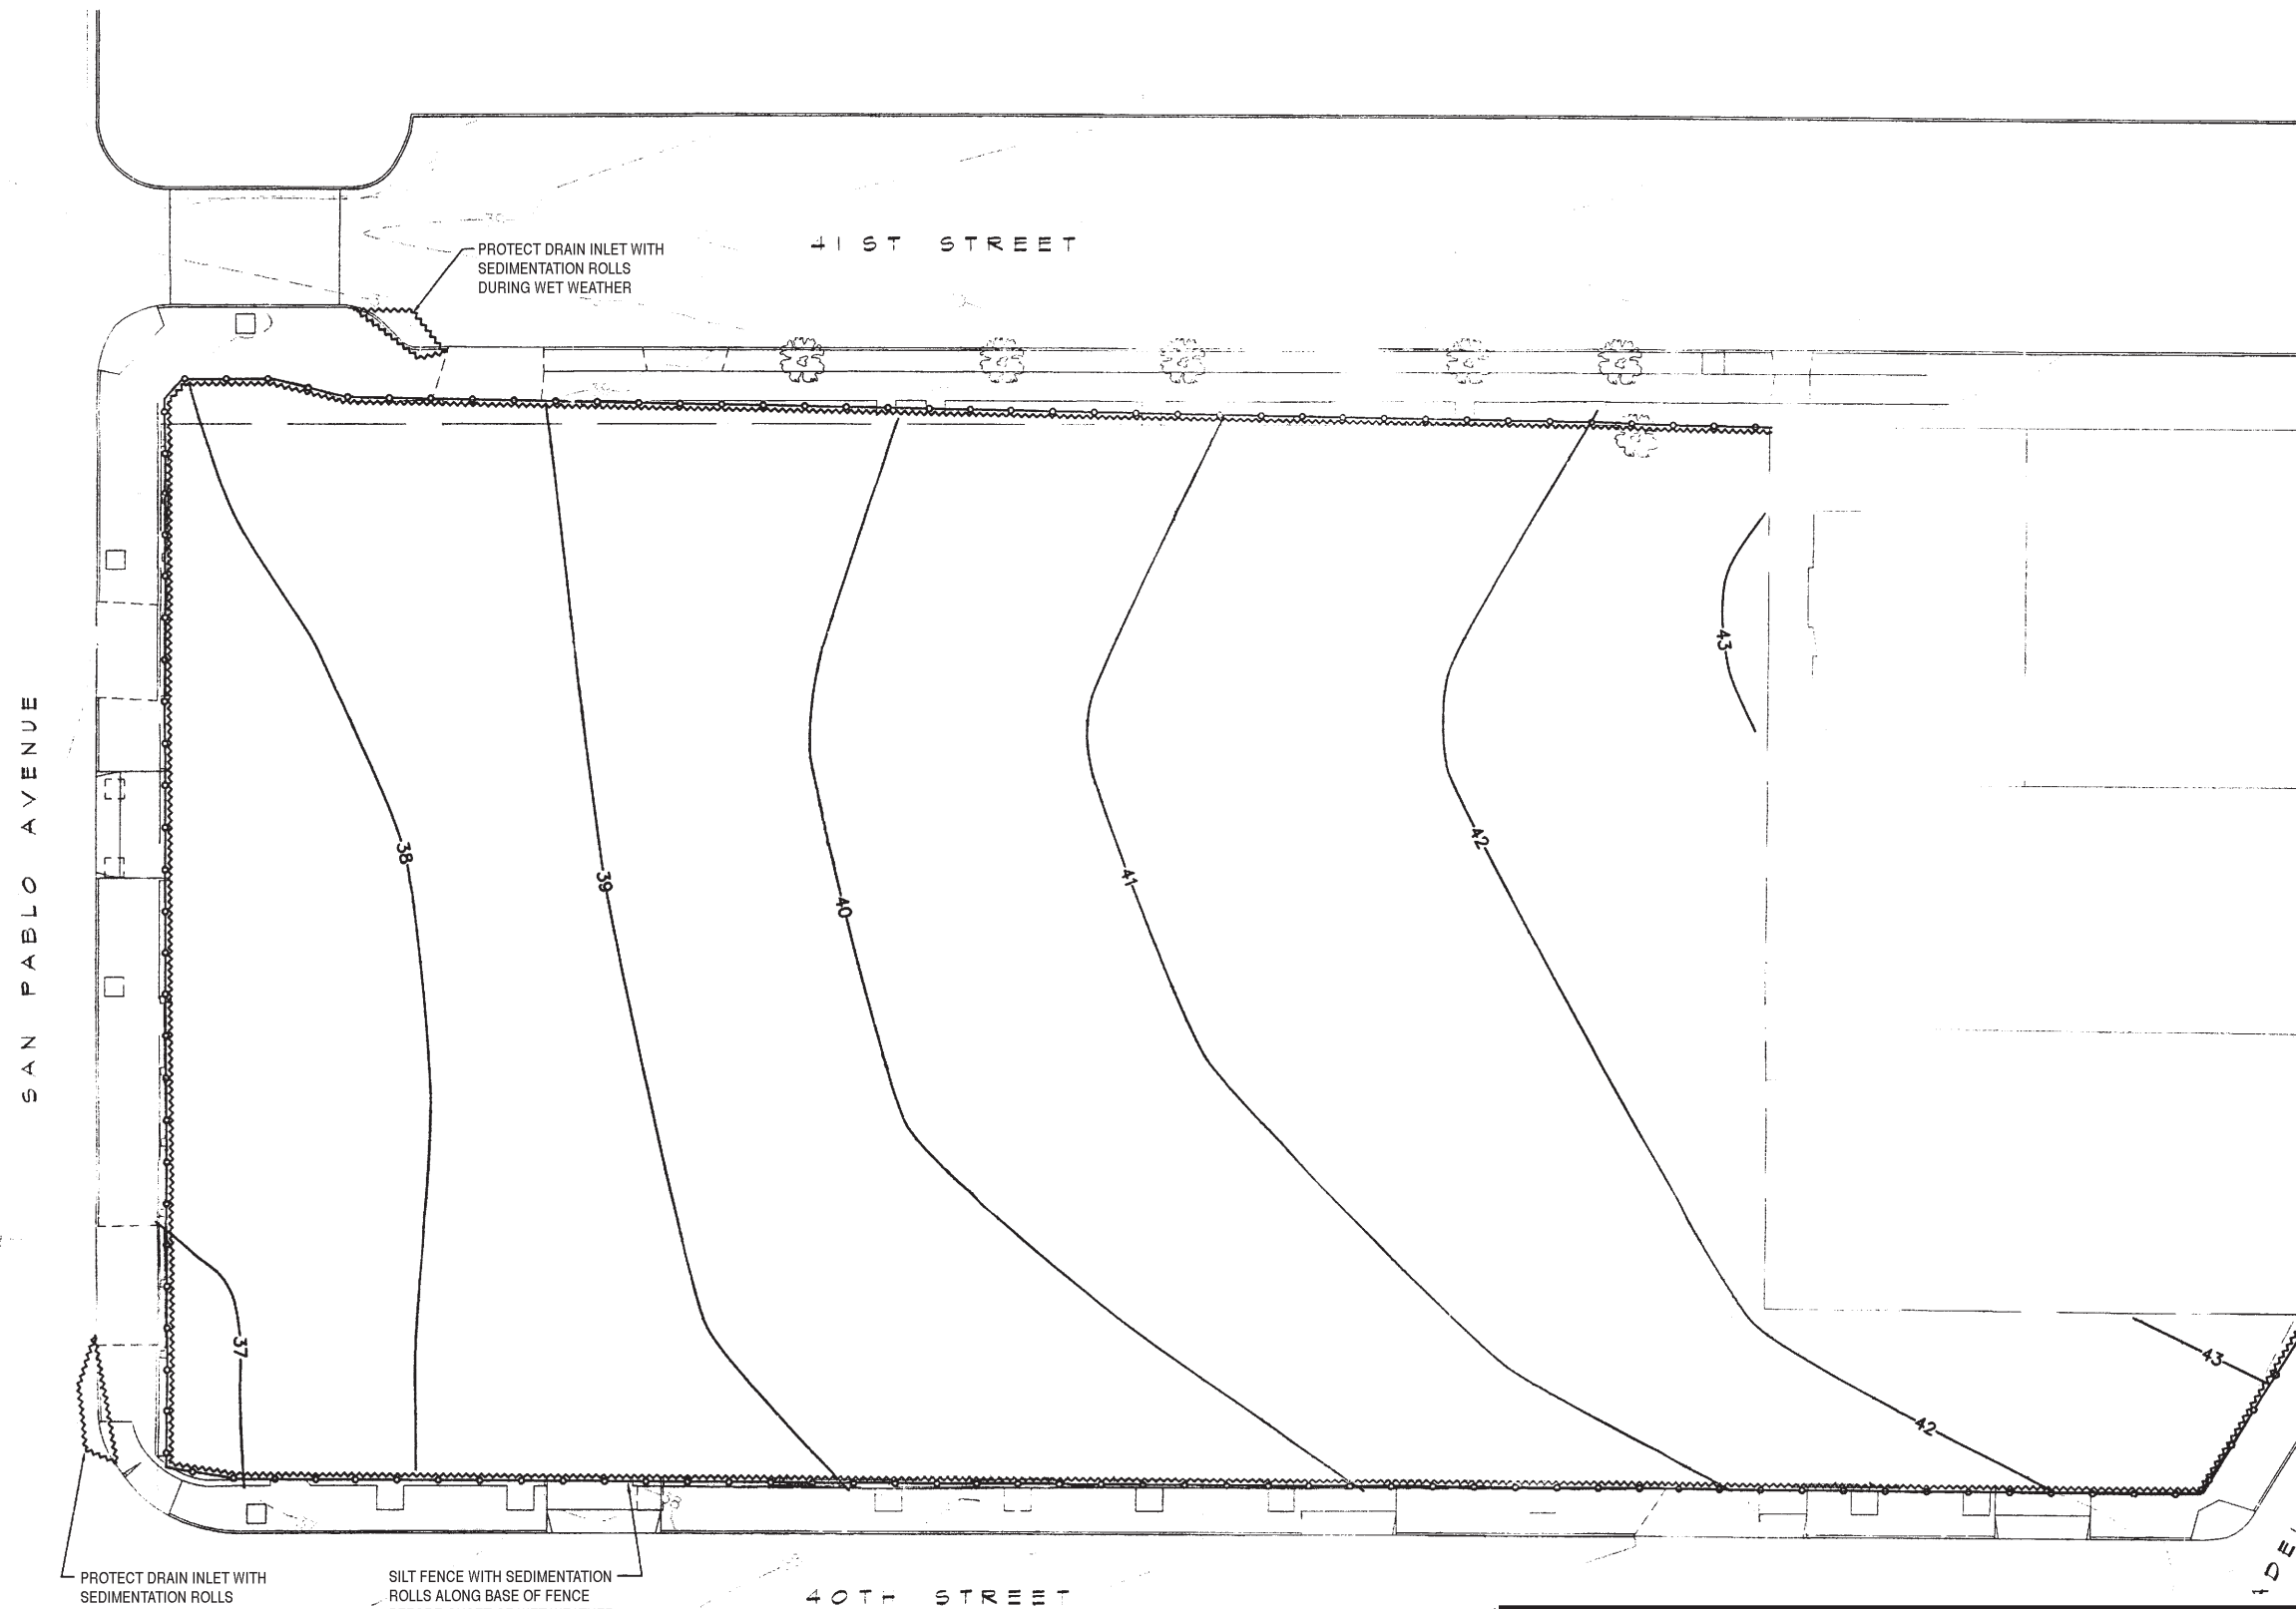 41ST STREET
PROTECT DRAIN INLET WITH
SEDIMENTATION ROLLS
DURING WET WEATHER
SAN PABLO AVENUE
43
38
39
40
41
42
37
43
42
PROTECT DRAIN INLET WITH
SEDIMENTATION ROLLS
SILT FENCE WITH SEDIMENTATION
ROLLS ALONG BASE OF FENCE
40TH STREET